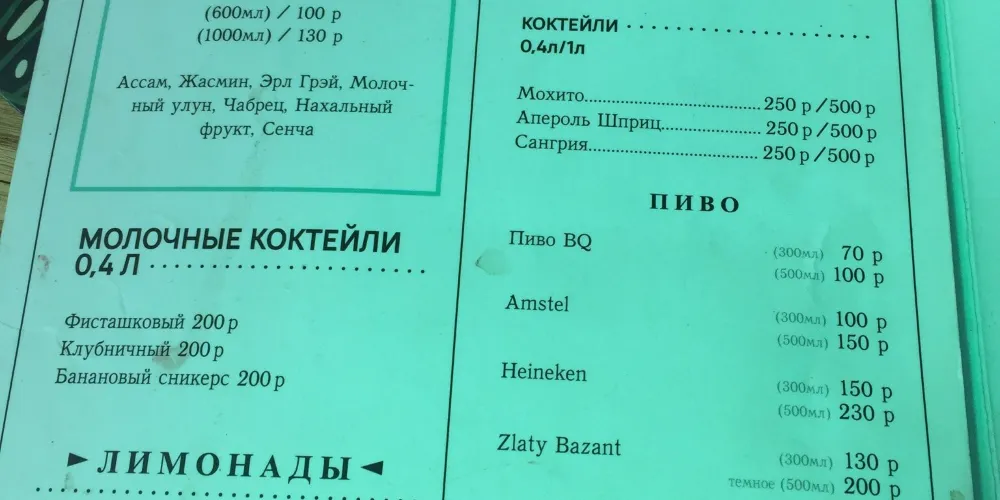 (600мл) / 100 р
(1000мл) / 130 р
Ассам, Жасмин, Эрл Грэй, Молоч-
ный улун, Чабрец, Нахальный
фрукт, Сенча
МОЛОЧНЫЕ КОКТЕЙЛИ
0,4 Л
Фисташковый 200 р
Клубничный 200 р
Банановый сникерс 200 р
►ЛИМОНАДЫ◄
КОКТЕЙЛИ
0,4л/1л
Мохито 250 р /500 р
Апероль Шприц 250 р /500 р
Сангрия 250 р /500 р
ПИВО
Пиво BQ (300мл) 70 р
(500мл) 100 р
Amstel (300мл) 100 р
(500мл) 150 р
Heineken (300мл) 150 р
(500мл) 230 р
Zlaty Bazant (300мл) 130 р
темное (500мл) 200 р